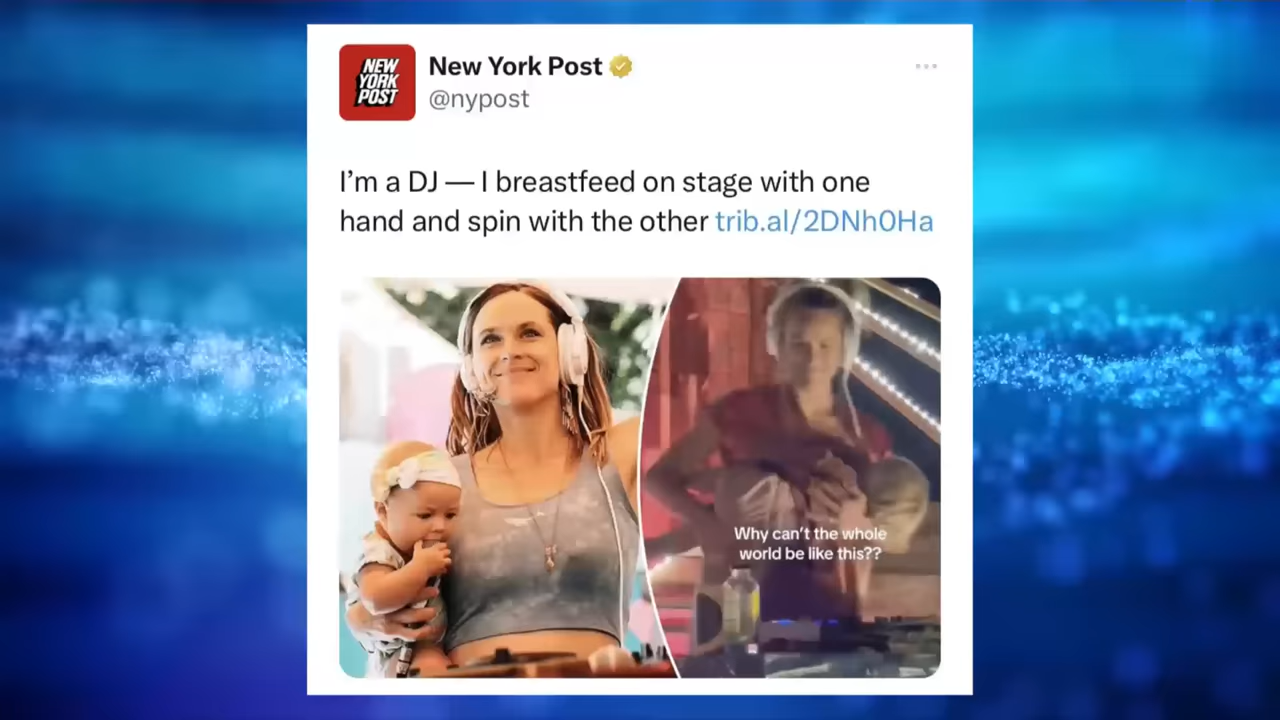 NEW
YORK
POST
New York Post
@nypost
I'm a DJ — I breastfeed on stage with one
hand and spin with the other trib.al/2DNh0Ha
Why can't the whole
world be like this??